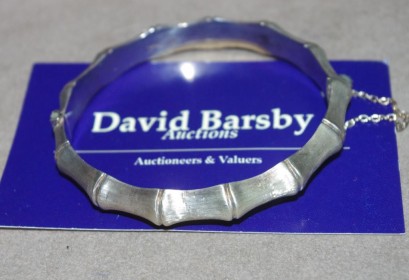 David Barsby
Auctions
Auctioneers & Valuers